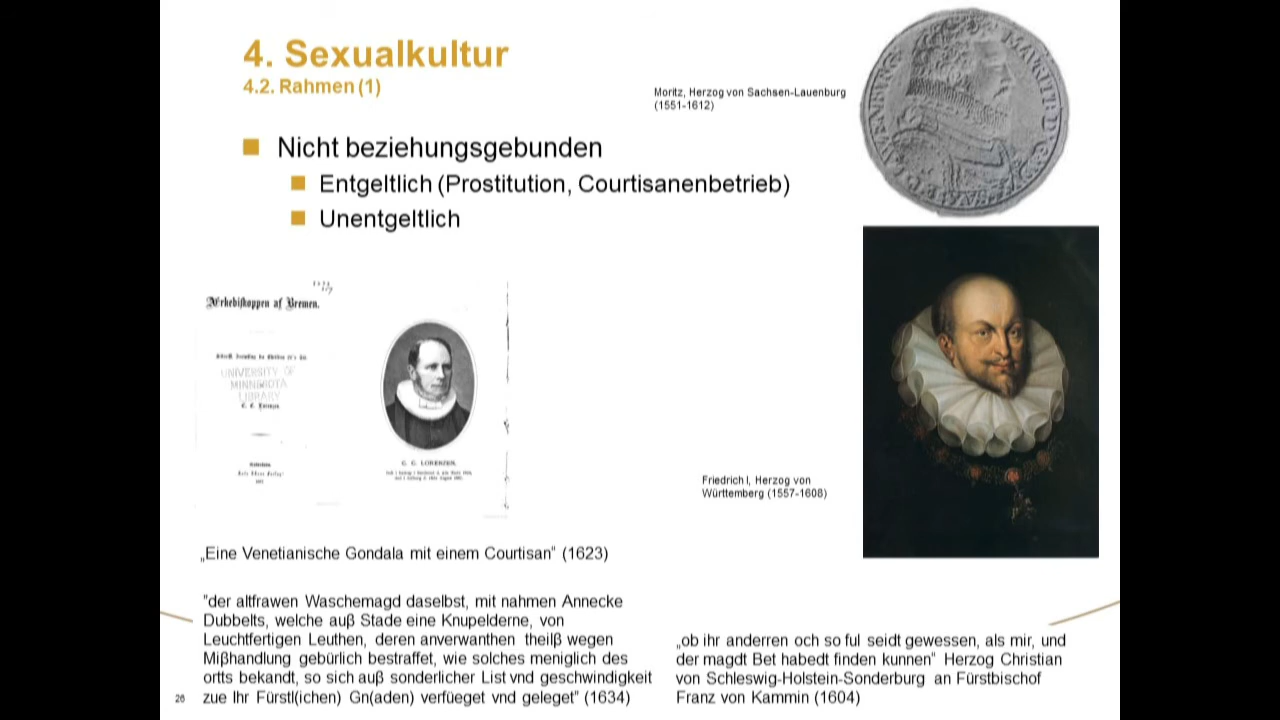 4. Sexualkultur
4.2. Rahmen (1)
Moritz, Herzog von Sachsen-Lauenburg
(1551-1612)
Nicht beziehungsgebunden
Entgeltlich (Prostitution, Courtisanenbetrieb)
Unentgeltlich
Ærkebiskoppen af Bremen.
UNIVERSITY OF
MINNESOTA
LIBRARY
C. C. LORENZEN.
Friedrich I, Herzog von
Württemberg (1557-1608)
„Eine Venetianische Gondala mit einem Courtisan“ (1623)
"der altfrawen Waschemagd daselbst, mit nahmen Annecke
Dubbelts, welche auß Stade eine Knupelderne, von
Leuchtfertigen Leuthen, deren anverwanthen theilß wegen
Mißhandlung gebürlich bestraffet, wie solches meniglich des
ortts bekandt, so sich auß sonderlicher List vnd geschwindigkeit
zue Ihr Fürstl(ichen) Gn(aden) verfüeget vnd geleget" (1634)
„ob ihr anderren och so ful seidt gewessen, als mir, und
der magdt Bet habedt finden kunnen“ Herzog Christian
von Schleswig-Holstein-Sonderburg an Fürstbischof
Franz von Kammin (1604)
26